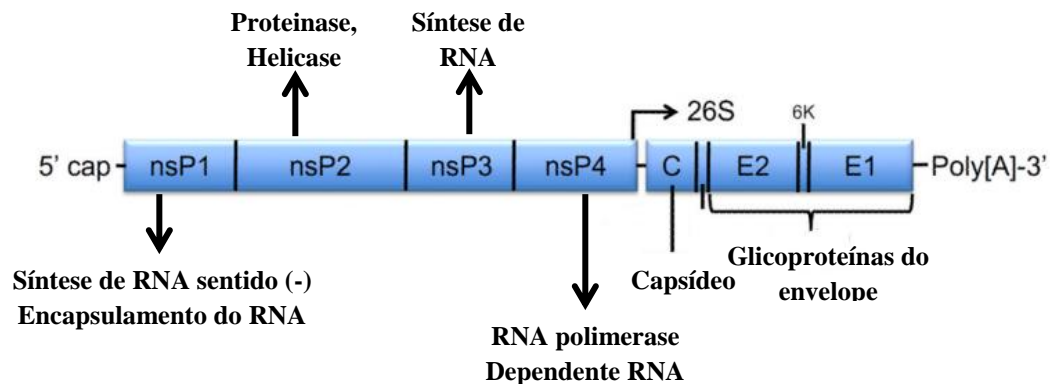 Proteinase,
Helicase
Síntese de
RNA
26S
6K
5’ cap
nsP1
nsP2
nsP3
nsP4
C
E2
E1
Poly[A]-3’
Síntese de RNA sentido (-)
Encapsulamento do RNA
Capsídeo
Glicoproteínas do
envelope
RNA polimerase
Dependente RNA